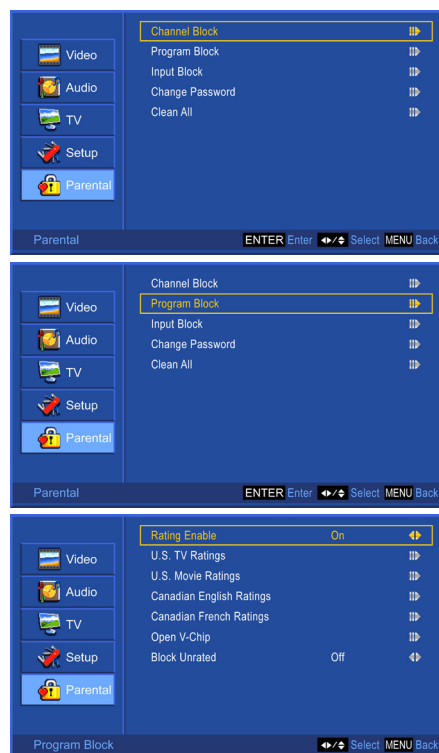 Channel Block
Video
Program Block
Input Block
Audio
Change Password
Clean All
TV
Setup
Parental
Parental ENTER Enter Select MENU Back
Channel Block
Video
Program Block
Input Block
Audio
Change Password
Clean All
TV
Setup
Parental
Parental ENTER Enter Select MENU Back
Rating Enable On
Video
U.S. TV Ratings
U.S. Movie Ratings
Audio
Canadian English Ratings
Canadian French Ratings
TV
Open V-Chip
Setup
Block Unrated Off
Parental
Program Block Select MENU Back